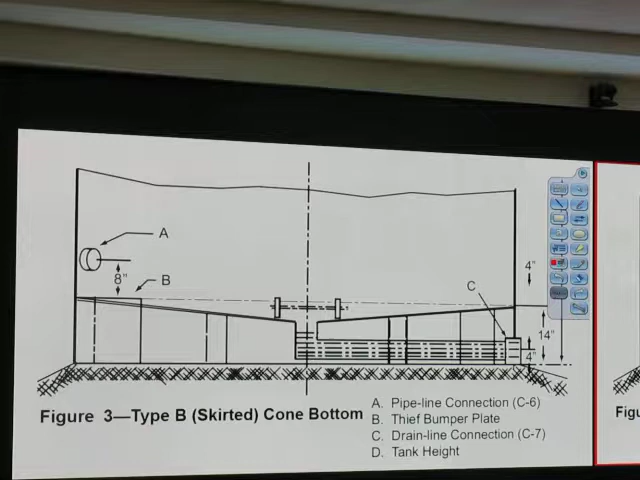 A
8"
B
4"
C
14"
4"
Figure 3—Type B (Skirted) Cone Bottom
A. Pipe-line Connection (C-6)
B. Thief Bumper Plate
C. Drain-line Connection (C-7)
D. Tank Height
Figu